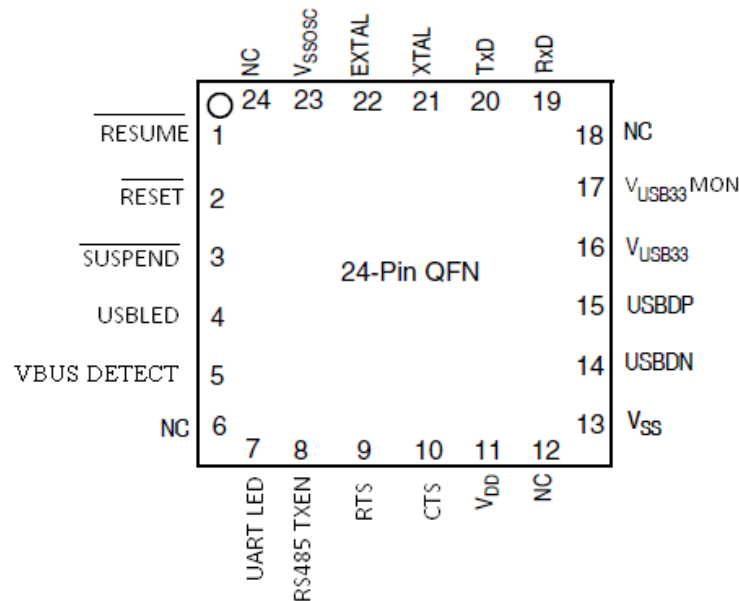 NC
VSSOSC
EXTAL
XTAL
TxD
RxD
24
23
22
21
20
19
RESUME
1
RESET
2
SUSPEND
3
USBLED
4
VBUS DETECT
5
NC
6
24-Pin QFN
18
NC
17
VUSB33MON
16
VUSB33
15
USBDP
14
USBDN
13
VSS
7
8
9
10
11
12
UART LED
RS485 TXEN
RTS
CTS
VDD
NC